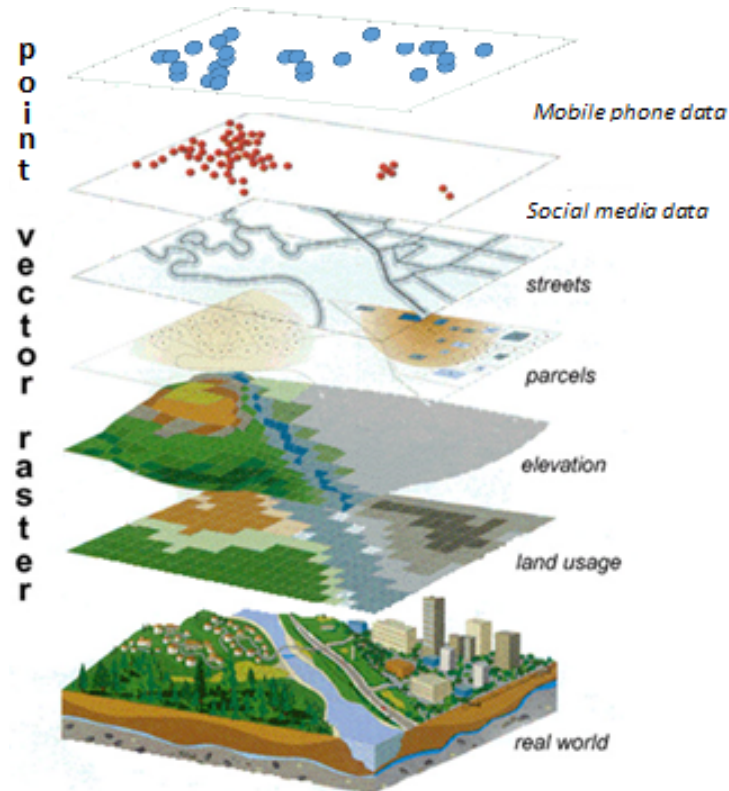 point
Mobile phone data
Social media data
vector
streets
parcels
raster
elevation
land usage
real world